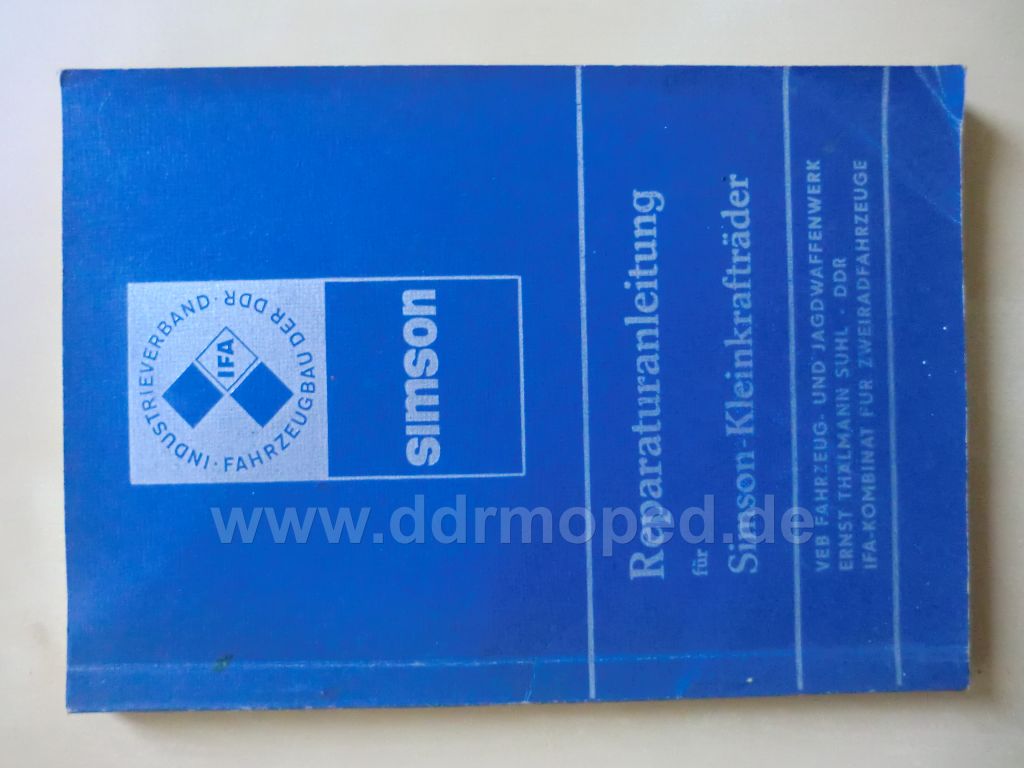 INDUSTRIEVERBAND · FAHRZEUGBAU DER DDR ·
IFA
simson
Reparaturanleitung
für
Simson-Kleinkrafträder
VEB FAHRZEUG- UND JAGDWAFFENWERK
ERNST THÄLMANN SUHL · DDR
IFA-KOMBINAT FÜR ZWEIRADFAHRZEUGE
www.ddrmoped.de